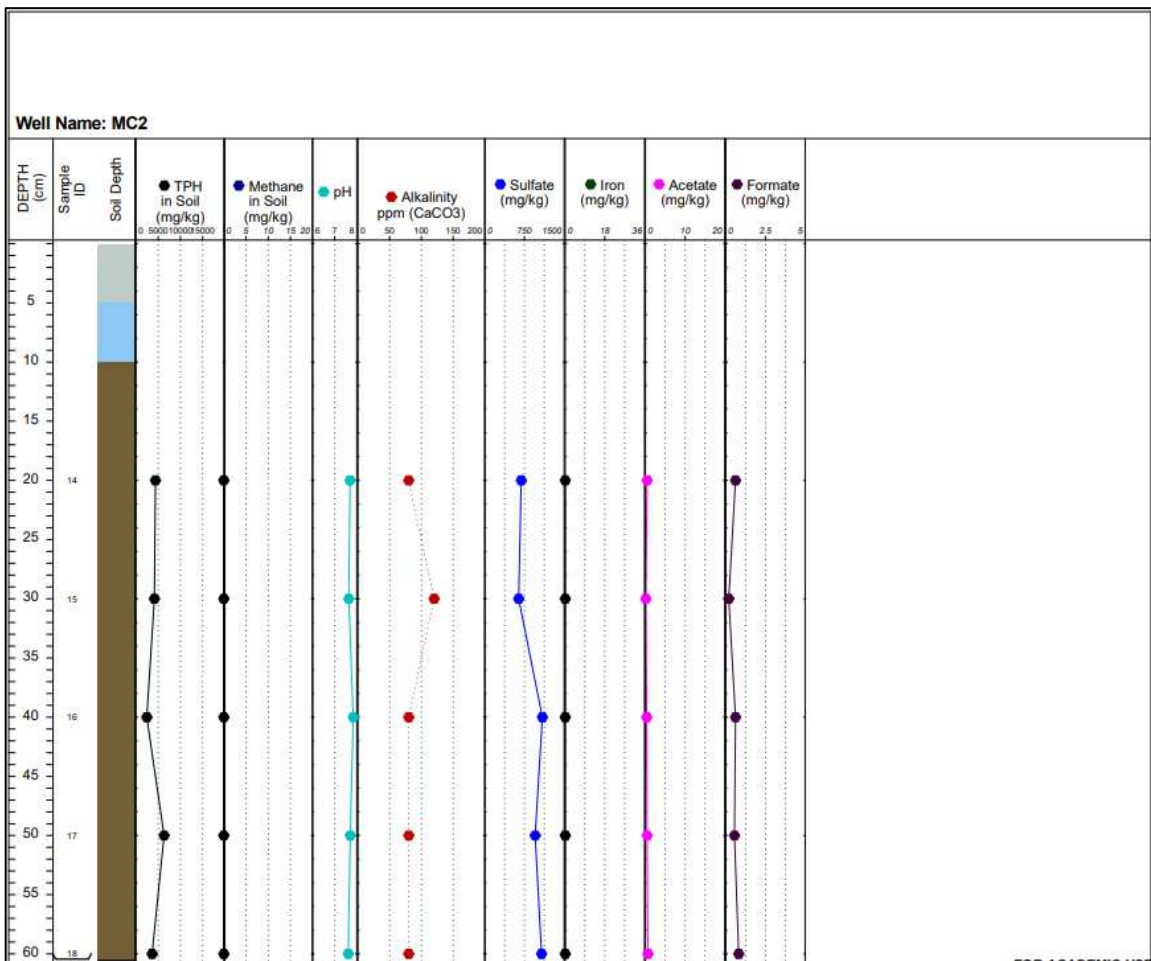 Well Name: MC2
DEPTH
(cm)
Sample
ID
Soil Depth
TPH
in Soil
(mg/kg)
Methane
in Soil
(mg/kg)
pH
Alkalinity
ppm (CaCO3)
Sulfate
(mg/kg)
Iron
(mg/kg)
Acetate
(mg/kg)
Formate
(mg/kg)
0 5000 10000 15000 0 5 10 15 20 6 7 8 0 50 100 150 200 0 750 1500 0 18 36 0 10 20 0 2.5 5
5
10
15
20 14
25
30 15
35
40 16
45
50 17
55
60 18